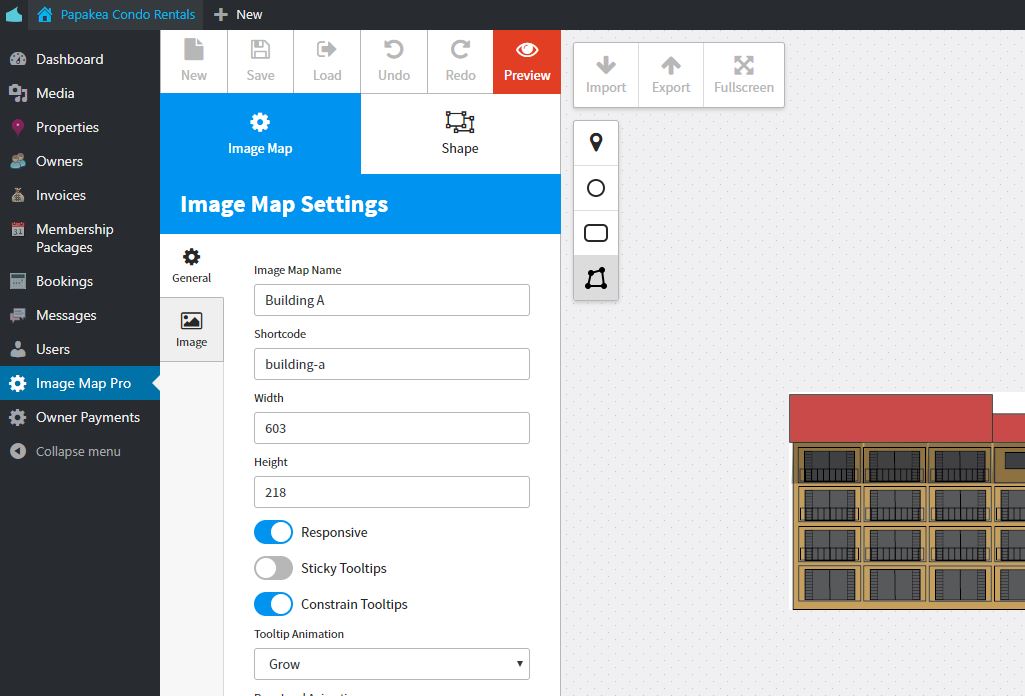 Papakea Condo Rentals
New
Dashboard
Media
Properties
Owners
Invoices
Membership
Packages
Bookings
Messages
Users
Image Map Pro
Owner Payments
Collapse menu
New
Save
Load
Undo
Redo
Preview
Import
Export
Fullscreen
Image Map
Shape
Image Map Settings
General
Image
Image Map Name
Building A
Shortcode
building-a
Width
603
Height
218
Responsive
Sticky Tooltips
Constrain Tooltips
Tooltip Animation
Grow